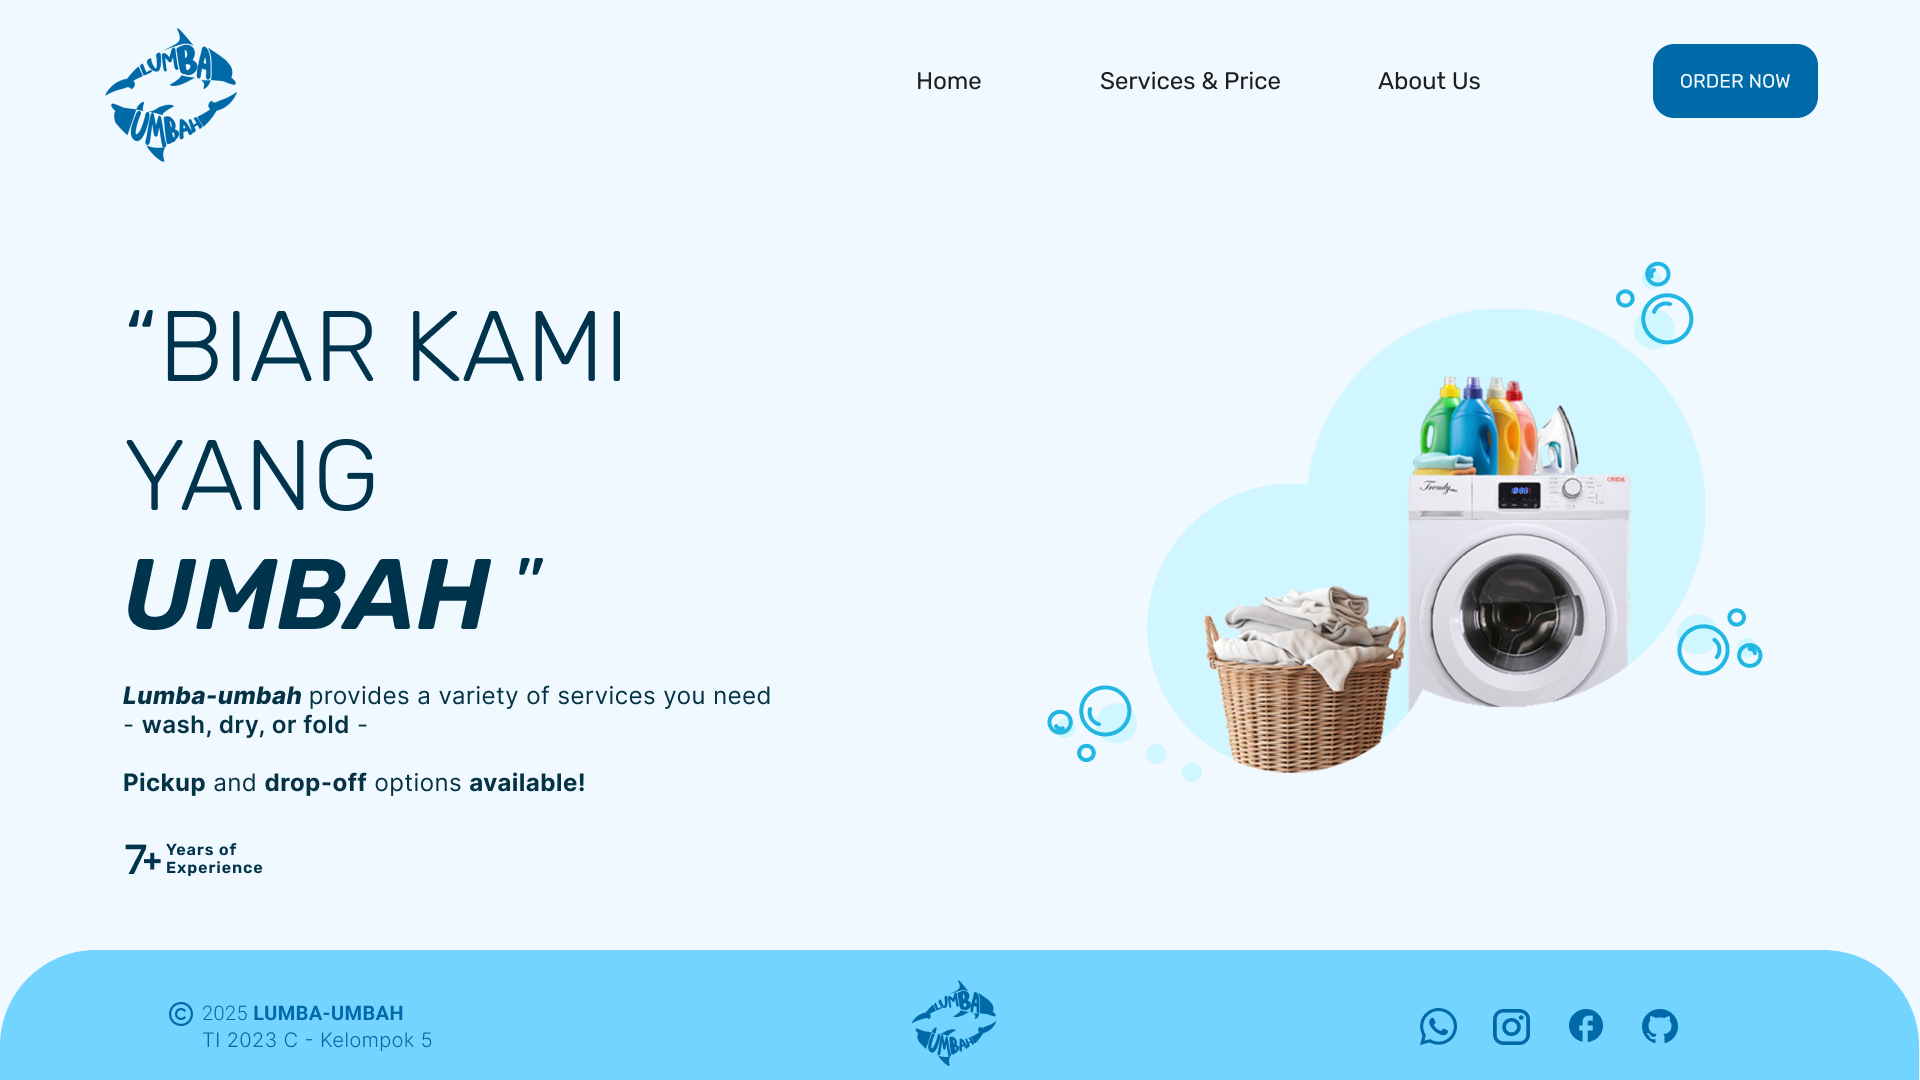 LUMBA
UMBAH
Home
Services & Price
About Us
ORDER NOW
“BIAR KAMI
YANG
UMBAH ”
Lumba-umbah provides a variety of services you need
- wash, dry, or fold -
Pickup and drop-off options available!
7+ Years of
Experience
Trendy
ONIDA
© 2025 LUMBA-UMBAH
TI 2023 C - Kelompok 5
LUMBA
UMBAH